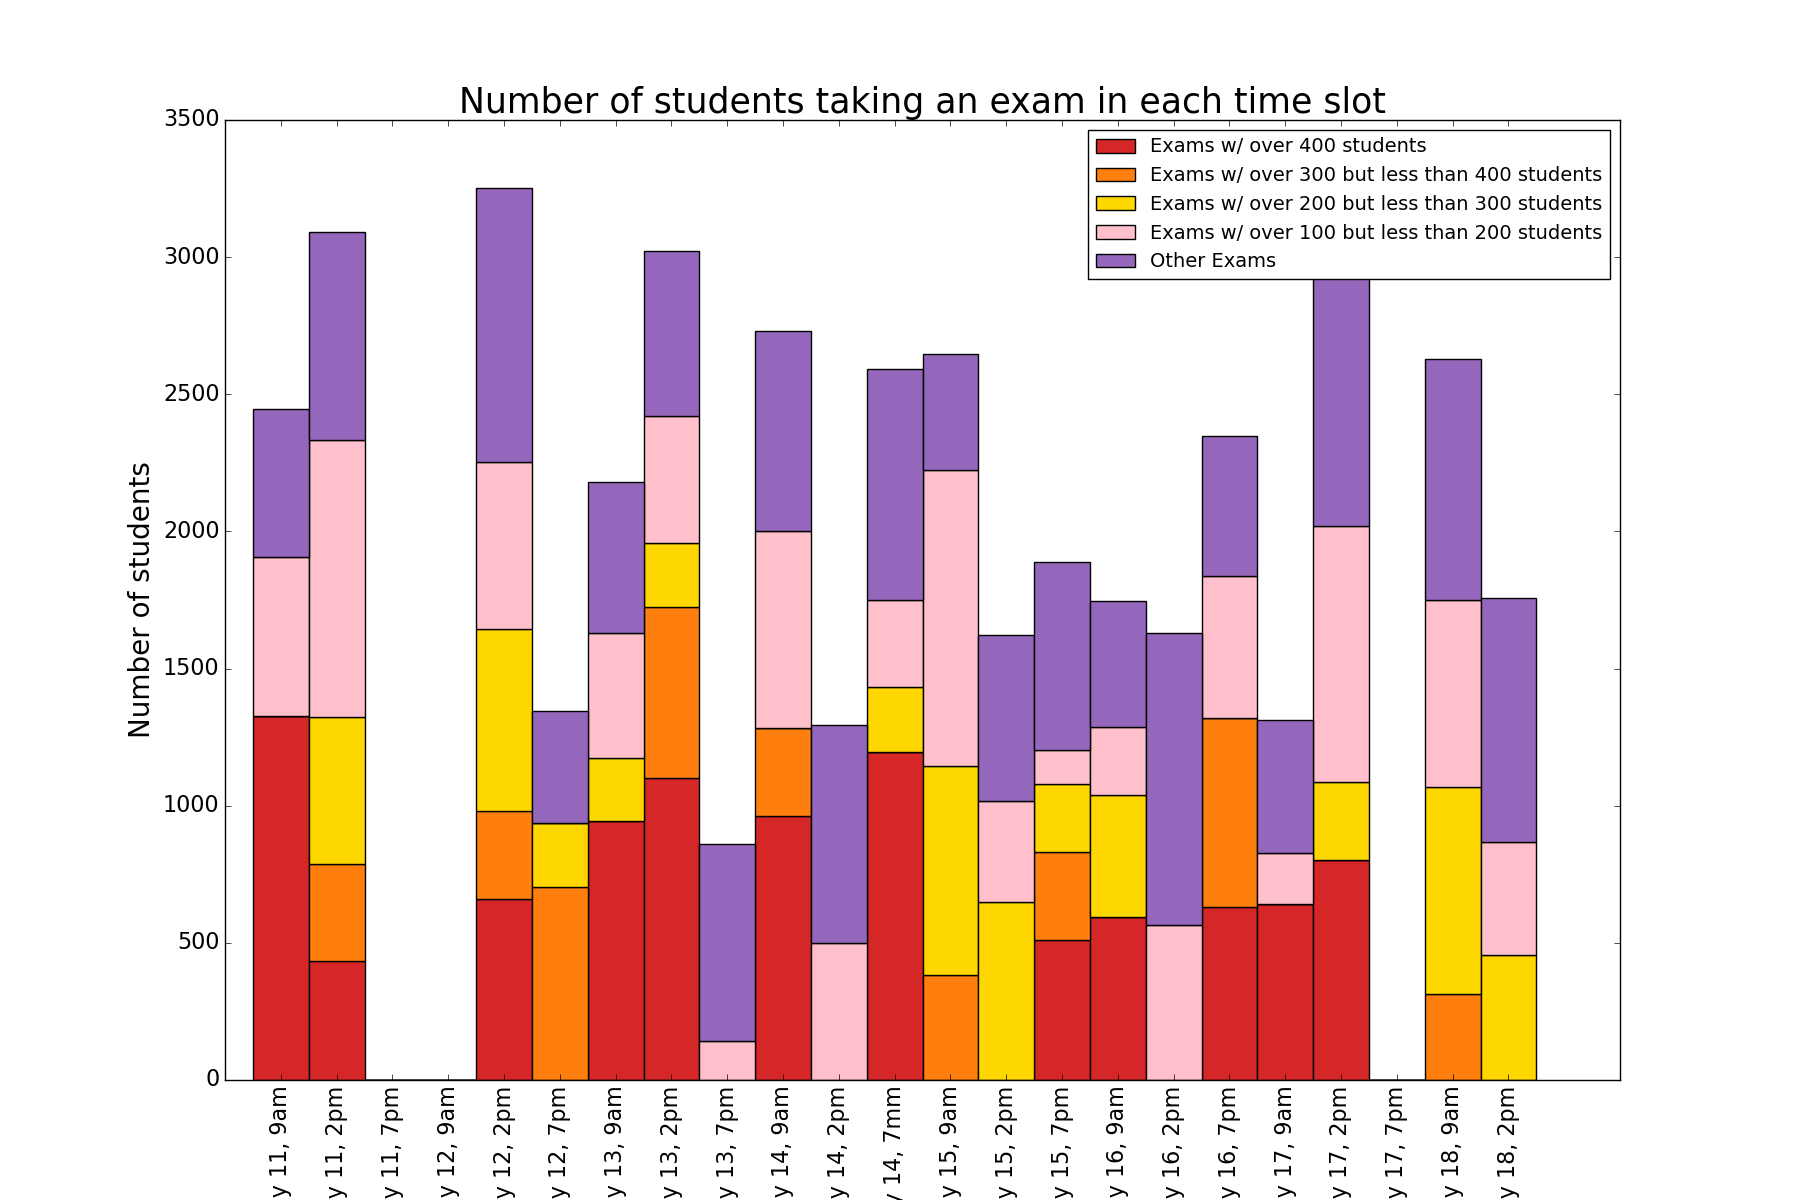 Number of students taking an exam in each time slot
Exams w/ over 400 students
Exams w/ over 300 but less than 400 students
Exams w/ over 200 but less than 300 students
Exams w/ over 100 but less than 200 students
Other Exams
Number of students
3500
3000
2500
2000
1500
1000
500
0
y 11, 9am
y 11, 2pm
y 11, 7pm
y 12, 9am
y 12, 2pm
y 12, 7pm
y 13, 9am
y 13, 2pm
y 13, 7pm
y 14, 9am
y 14, 2pm
y 14, 7mm
y 15, 9am
y 15, 2pm
y 15, 7pm
y 16, 9am
y 16, 2pm
y 16, 7pm
y 17, 9am
y 17, 2pm
y 17, 7pm
y 18, 9am
y 18, 2pm